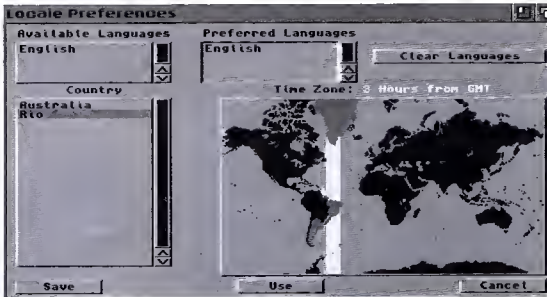 Locale Preferences
Available Languages
English
Preferred Languages
English
Clear Languages
Country
Australia
Rio
Time Zone: 3 Hours from GMT
Save
Use
Cancel